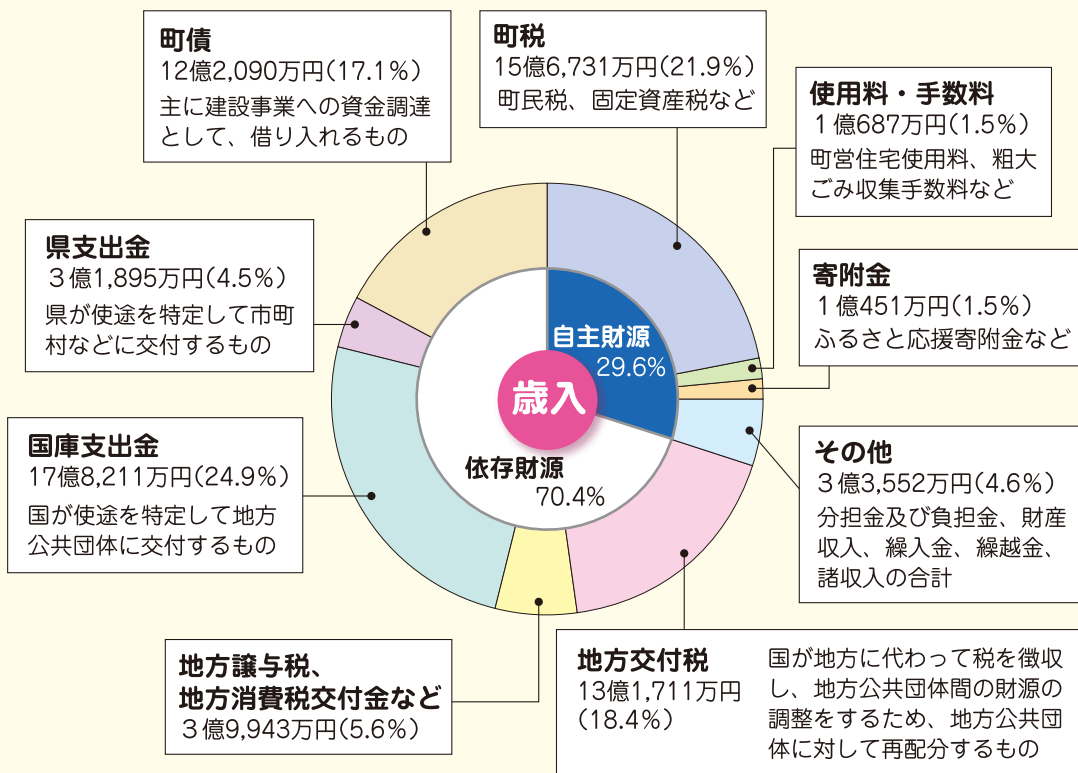 町債
12億2,090万円(17.1%)
主に建設事業への資金調達
として、借り入れるもの
町税
15億6,731万円(21.9%)
町民税、固定資産税など
使用料・手数料
1億687万円(1.5%)
町営住宅使用料、粗大
ごみ収集手数料など
県支出金
3億1,895万円(4.5%)
県が使途を特定して市町
村などに交付するもの
寄附金
1億451万円(1.5%)
ふるさと応援寄附金など
自主財源
29.6%
歳入
依存財源
70.4%
国庫支出金
17億8,211万円(24.9%)
国が使途を特定して地方
公共団体に交付するもの
その他
3億3,552万円(4.6%)
分担金及び負担金、財産
収入、繰入金、繰越金、
諸収入の合計
地方譲与税、
地方消費税交付金など
3億9,943万円(5.6%)
地方交付税
13億1,711万円
(18.4%)
国が地方に代わって税を徴収
し、地方公共団体間の財源の
調整をするため、地方公共団
体に対して再配分するもの